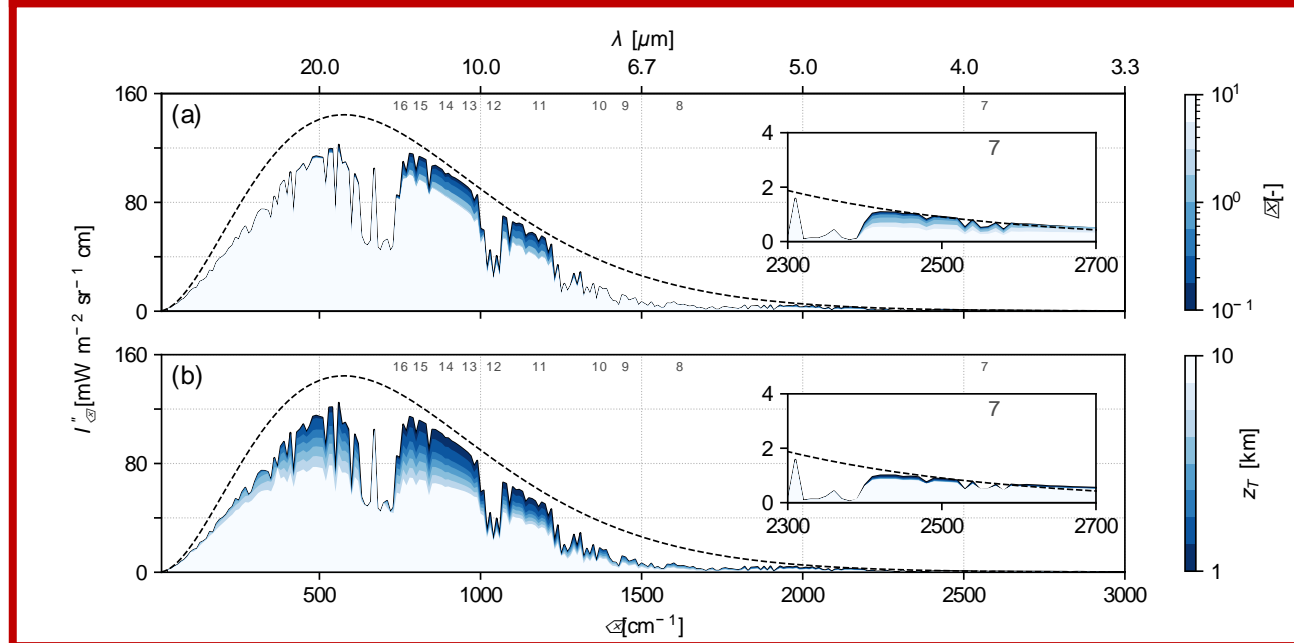 λ [μm]
20.0 10.0 6.7 5.0 4.0 3.3
160
(a)
16 15 14 13 12 11 10 9 8 7
80
0
4
7
2
0
2300 2500 2700
10¹
10⁰
10⁻¹
[-]
160
(b)
16 15 14 13 12 11 10 9 8 7
80
0
4
7
2
0
2300 2500 2700
10
1
z_T [km]
I″ [mW m⁻² sr⁻¹ cm]
500 1000 1500 2000 2500 3000
[cm⁻¹]